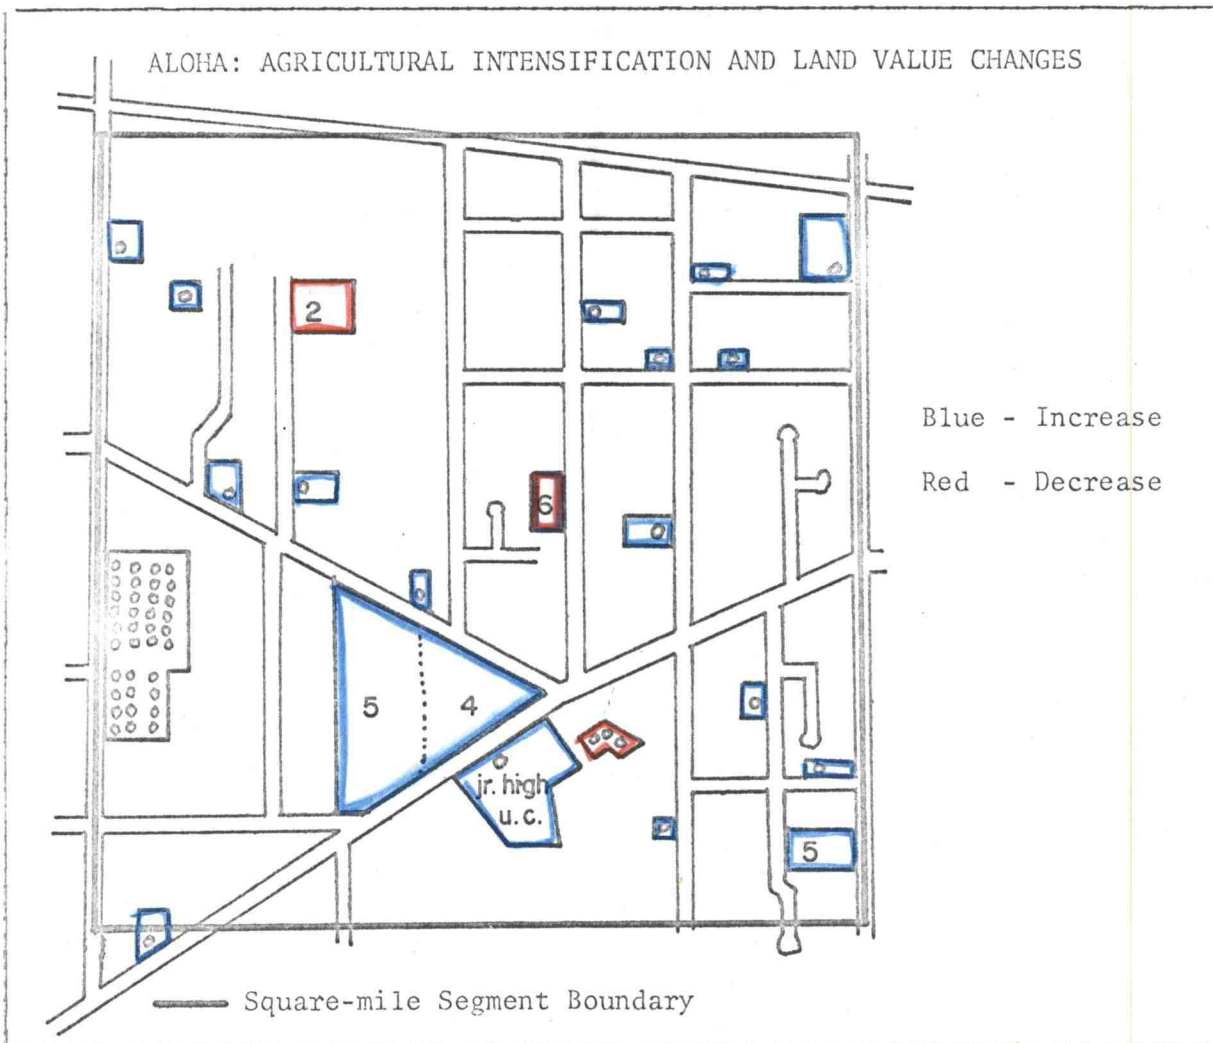 ALOHA: AGRICULTURAL INTENSIFICATION AND LAND VALUE CHANGES
2
Blue - Increase
Red - Decrease
6
5
4
jr. high
u.c.
5
Square-mile Segment Boundary